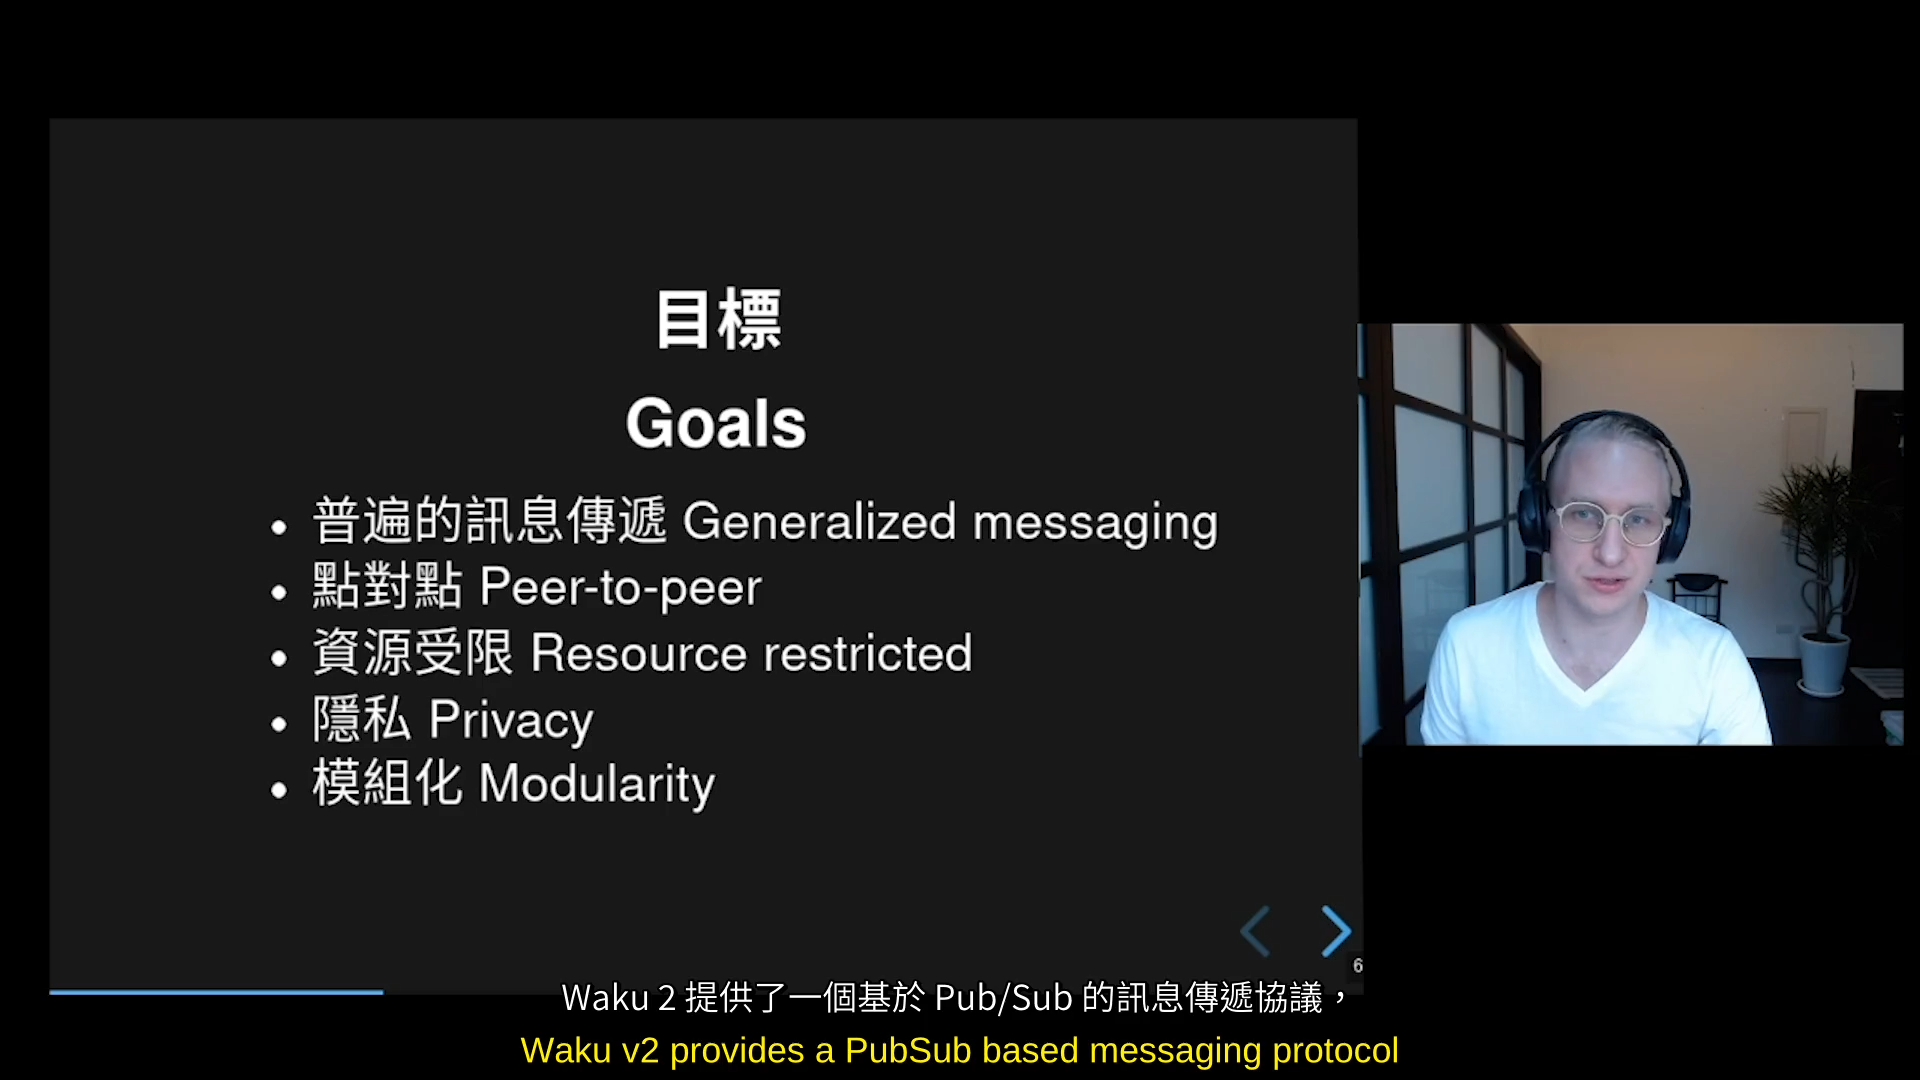 目標
Goals
普遍的訊息傳遞 Generalized messaging
點對點 Peer-to-peer
資源受限 Resource restricted
隱私 Privacy
模組化 Modularity
6
Waku 2 提供了一個基於 Pub/Sub 的訊息傳遞協議，
Waku v2 provides a PubSub based messaging protocol